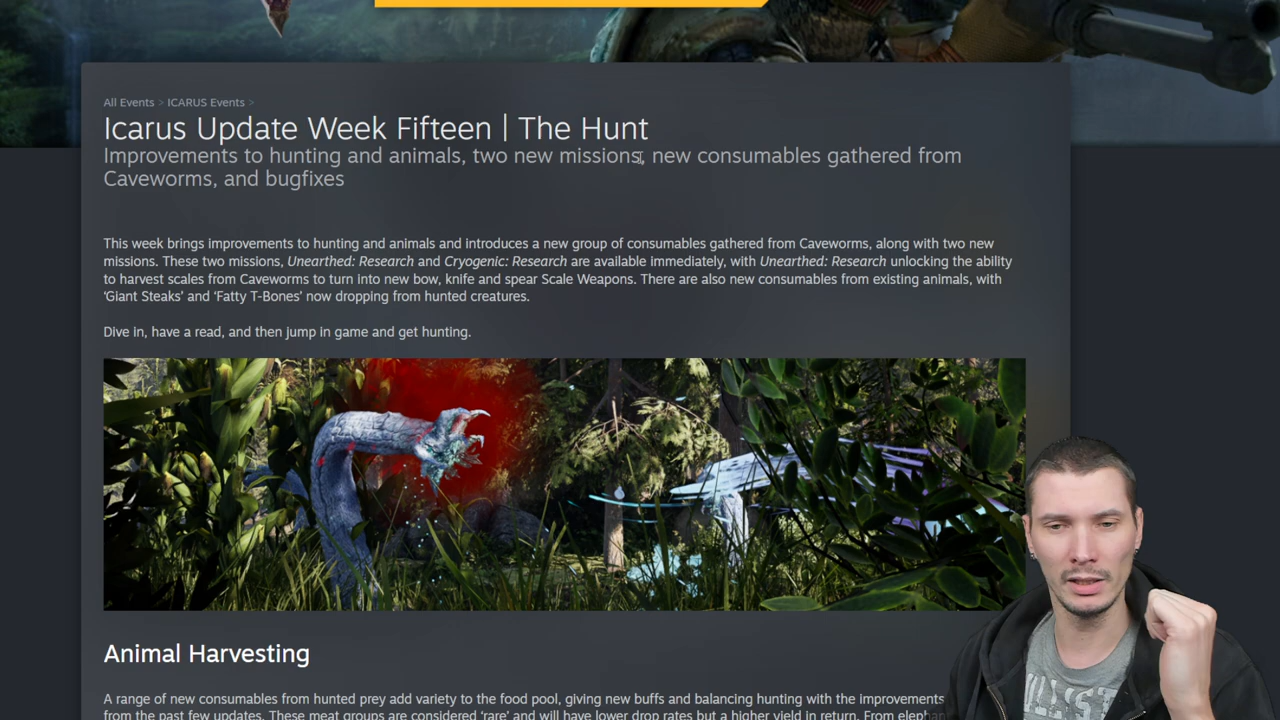 All Events > ICARUS Events >
Icarus Update Week Fifteen | The Hunt
Improvements to hunting and animals, two new missions, new consumables gathered from
Caveworms, and bugfixes
This week brings improvements to hunting and animals and introduces a new group of consumables gathered from Caveworms, along with two new
missions. These two missions, Unearthed: Research and Cryogenic: Research are available immediately, with Unearthed: Research unlocking the ability
to harvest scales from Caveworms to turn into new bow, knife and spear Scale Weapons. There are also new consumables from existing animals, with
‘Giant Steaks’ and ‘Fatty T-Bones’ now dropping from hunted creatures.
Dive in, have a read, and then jump in game and get hunting.
Animal Harvesting
A range of new consumables from hunted prey add variety to the food pool, giving new buffs and balancing hunting with the improvements
from the past few updates. These meat groups are considered ‘rare’ and will have lower drop rates but a higher yield in return. From